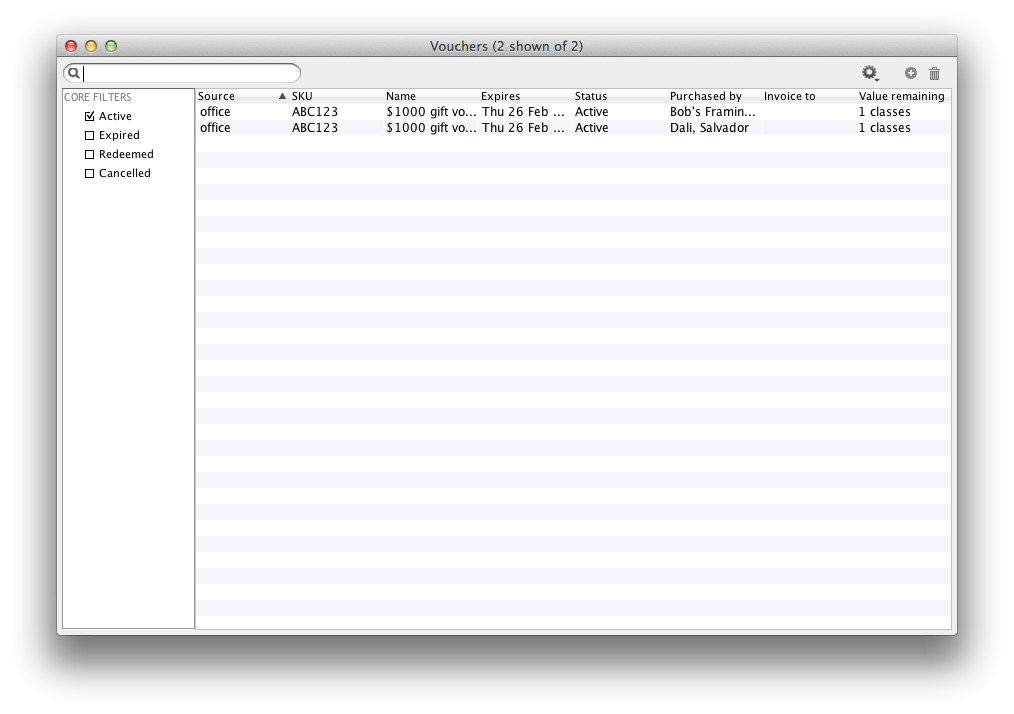 Vouchers (2 shown of 2)
CORE FILTERS
Active
Expired
Redeemed
Cancelled
Source SKU Name Expires Status Purchased by Invoice to Value remaining
office ABC123 $1000 gift vo... Thu 26 Feb ... Active Bob's Framin... 1 classes
office ABC123 $1000 gift vo... Thu 26 Feb ... Active Dali, Salvador 1 classes